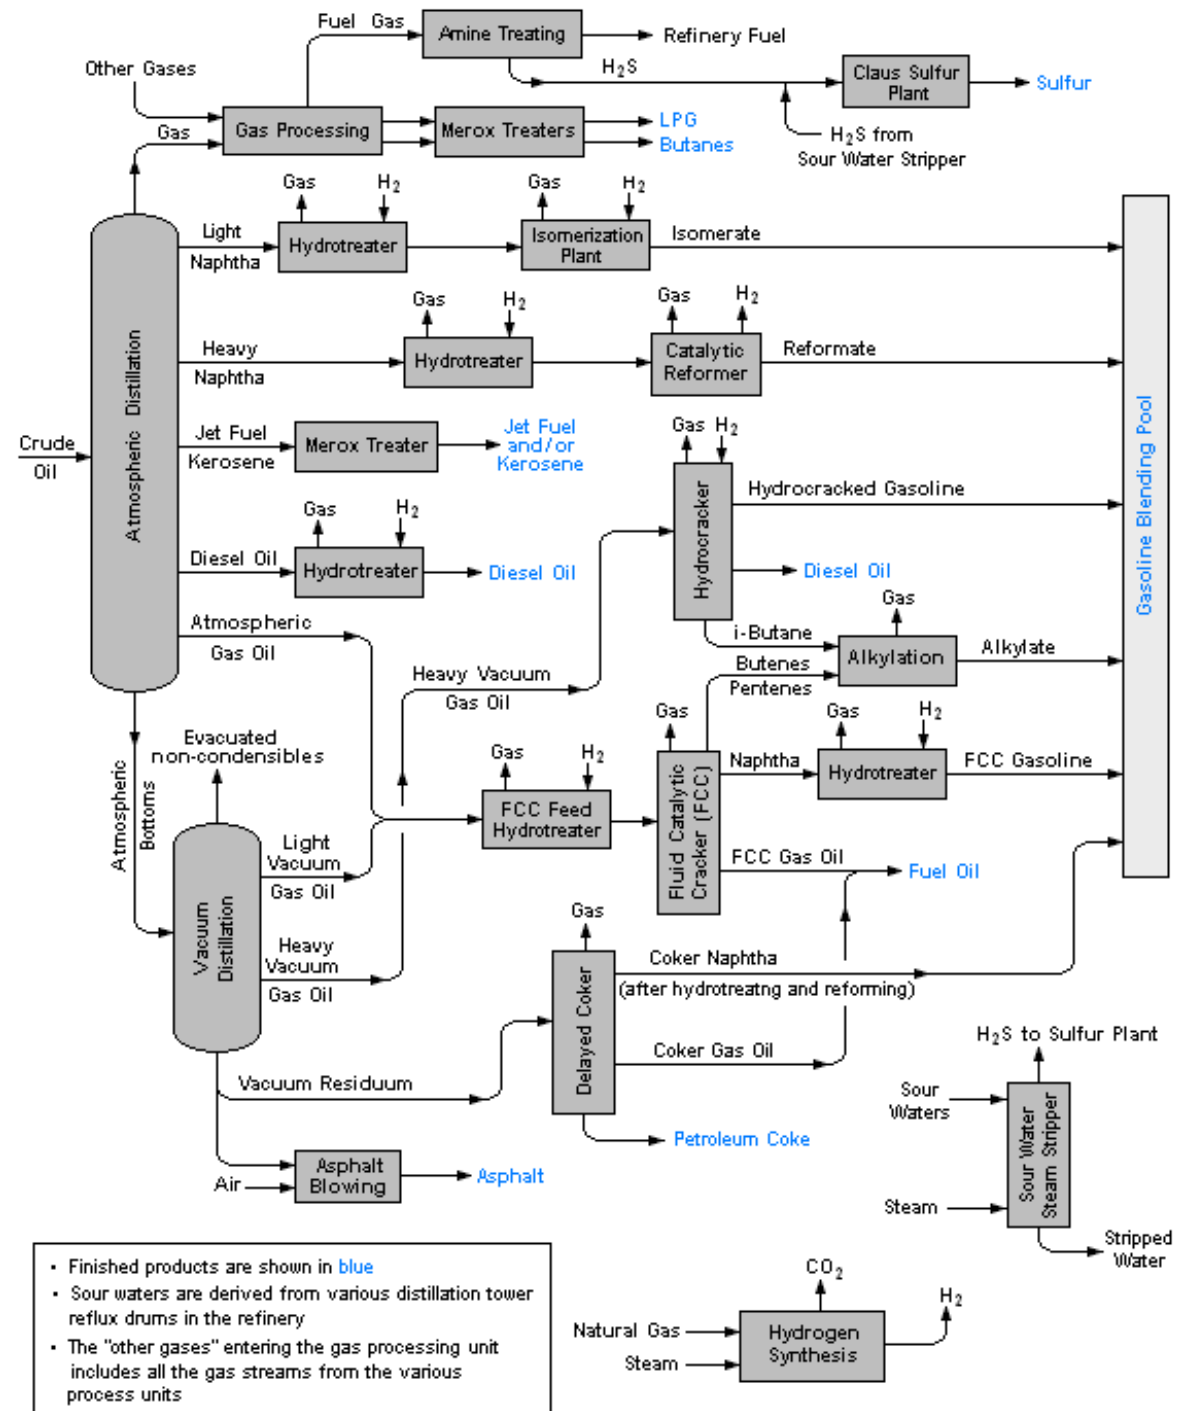 Fuel Gas
Amine Treating
Refinery Fuel
Other Gases
H2S
Claus Sulfur
Plant
Sulfur
Gas
Gas Processing
Merox Treaters
LPG
Butanes
H2S from
Sour Water Stripper
Gas
H2
Gas
H2
Light
Naphtha
Hydrotreater
Isomerization
Plant
Isomerate
Gas
H2
Gas
H2
Heavy
Naphtha
Hydrotreater
Catalytic
Reformer
Reformate
Atmospheric Distillation
Crude
Oil
Jet Fuel
Kerosene
Merox Treater
Jet Fuel
and/or
Kerosene
Gas
H2
Hydrocracker
Hydrocracked Gasoline
Gasoline Blending Pool
Gas
H2
Diesel Oil
Hydrotreater
Diesel Oil
Diesel Oil
Gas
Atmospheric
Gas Oil
i-Butane
Alkylation
Alkylate
Heavy Vacuum
Gas Oil
Butenes
Pentenes
Evacuated
non-condensibles
Gas
Gas
H2
Gas
H2
Atmospheric
Bottoms
FCC Feed
Hydrotreater
Fluid Catalytic
Cracker (FCC)
Naphtha
Hydrotreater
FCC Gasoline
Light
Vacuum
Gas Oil
FCC Gas Oil
Fuel Oil
Vacuum
Distillation
Heavy
Vacuum
Gas Oil
Gas
Delayed Coker
Coker Naphtha
(after hydrotreatng and reforming)
Coker Gas Oil
H2S to Sulfur Plant
Vacuum Residuum
Sour
Waters
Sour Water
Steam Stripper
Petroleum Coke
Air
Asphalt
Blowing
Asphalt
Steam
Stripped
Water
• Finished products are shown in blue
• Sour waters are derived from various distillation tower
reflux drums in the refinery
• The "other gases" entering the gas processing unit
includes all the gas streams from the various
process units
CO2
H2
Natural Gas
Steam
Hydrogen
Synthesis